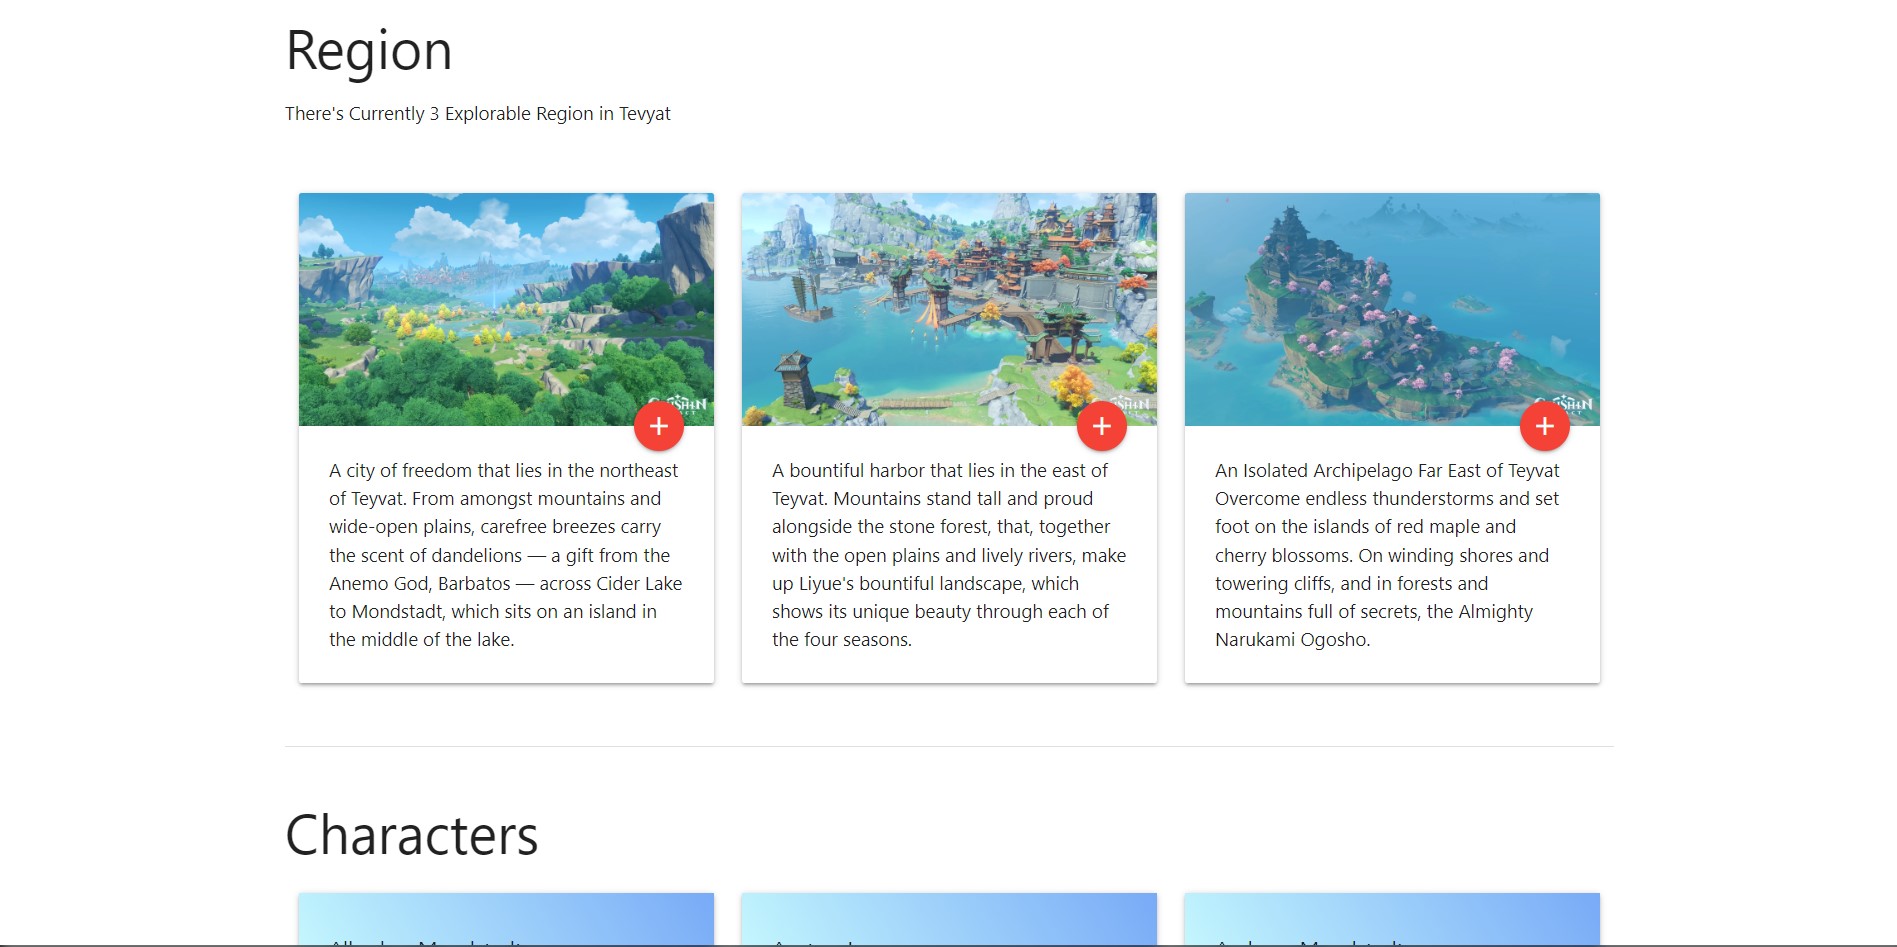 Region
There's Currently 3 Explorable Region in Tevyat
A city of freedom that lies in the northeast
of Teyvat. From amongst mountains and
wide-open plains, carefree breezes carry
the scent of dandelions — a gift from the
Anemo God, Barbatos — across Cider Lake
to Mondstadt, which sits on an island in
the middle of the lake.
A bountiful harbor that lies in the east of
Teyvat. Mountains stand tall and proud
alongside the stone forest, that, together
with the open plains and lively rivers, make
up Liyue's bountiful landscape, which
shows its unique beauty through each of
the four seasons.
An Isolated Archipelago Far East of Teyvat
Overcome endless thunderstorms and set
foot on the islands of red maple and
cherry blossoms. On winding shores and
towering cliffs, and in forests and
mountains full of secrets, the Almighty
Narukami Ogosho.
Characters